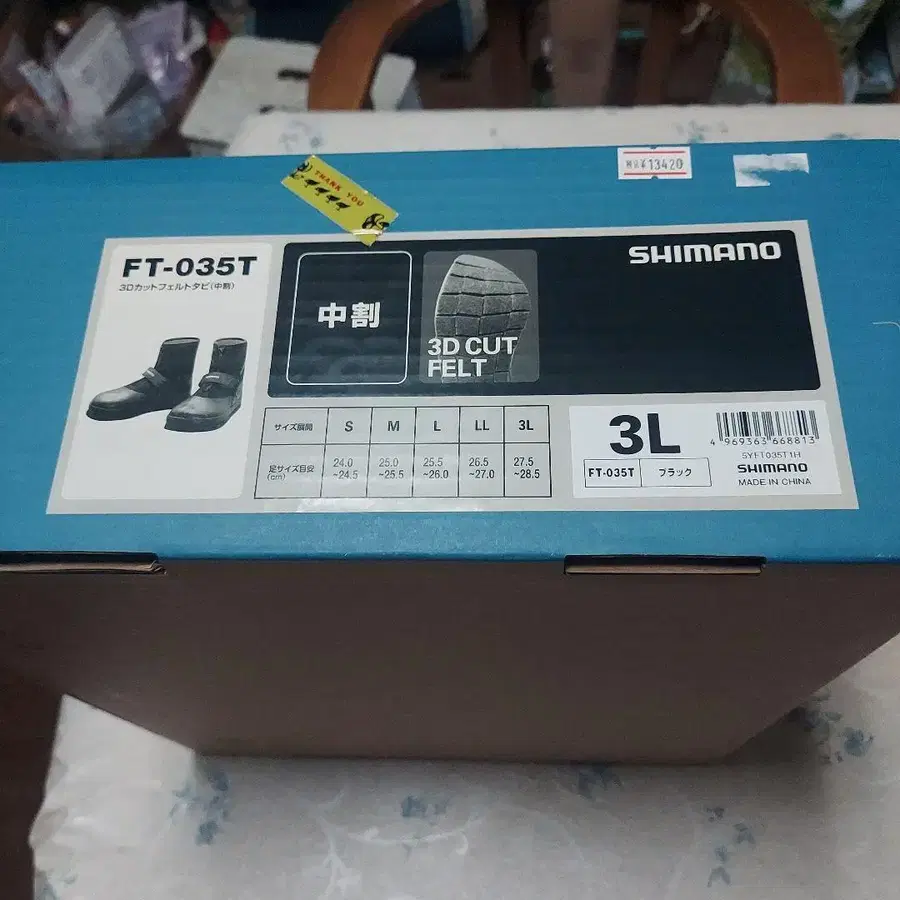 THANK YOU
¥13420
SHIMANO
FT-035T
3Dカットフェルトタビ(中割)
中割
3D CUT
FELT
サイズ展開 S M L LL 3L
足サイズ目安(cm) 24.0~24.5 25.0~25.5 25.5~26.0 26.5~27.0 27.5~28.5
3L
FT-035T ブラック
4 969363 668813
5YFT035T1H
SHIMANO
MADE IN CHINA